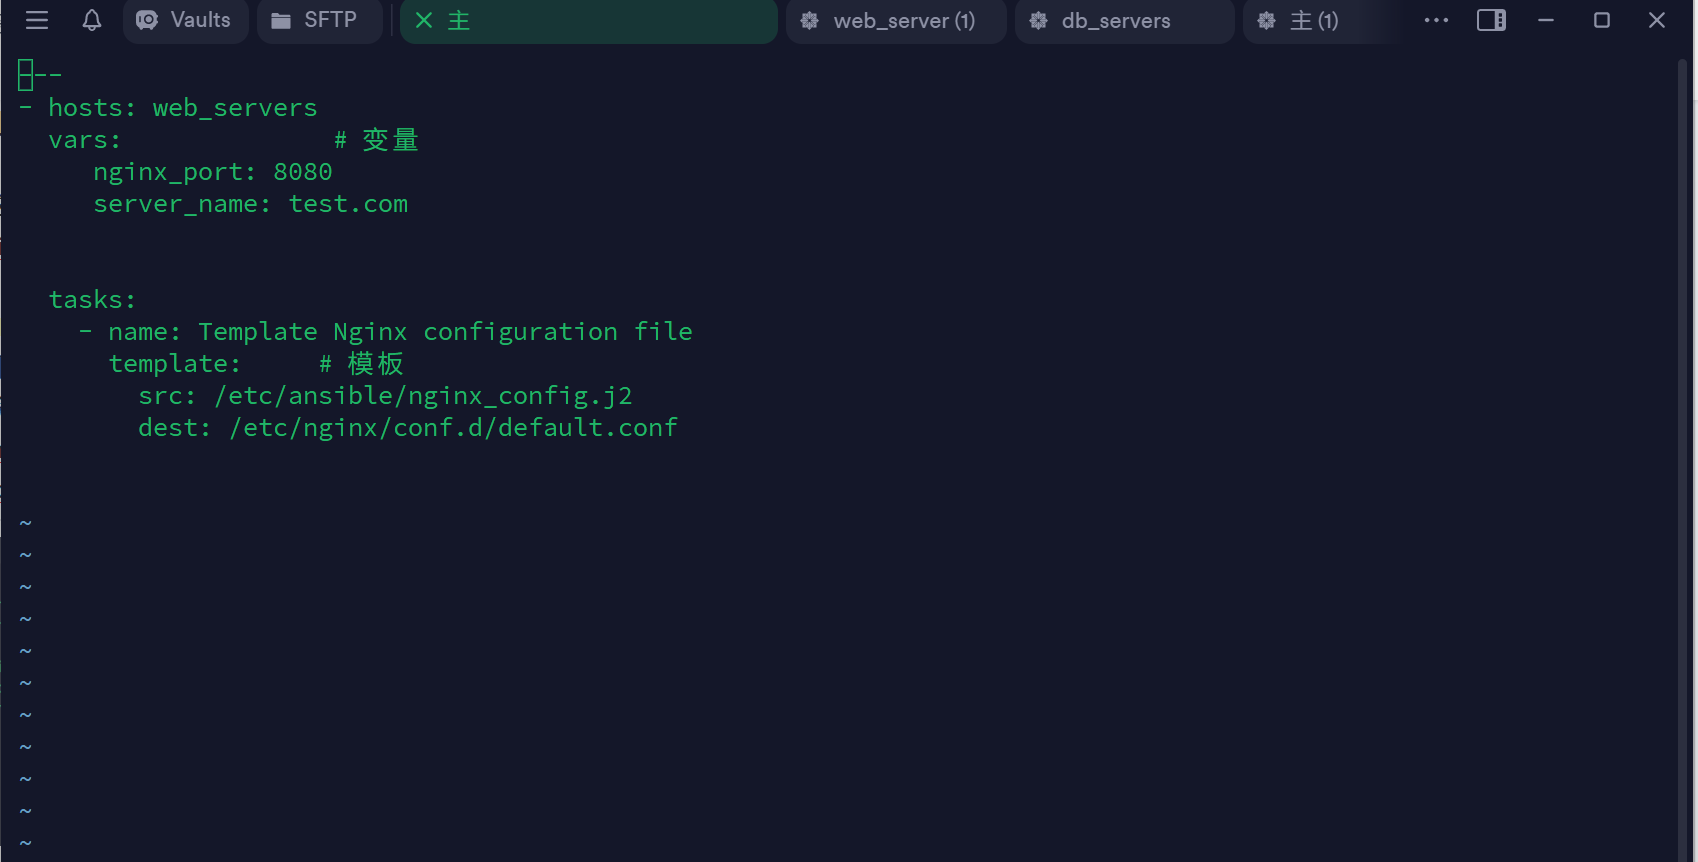 Vaults SFTP 主 web_server (1) db_servers 主 (1)
---
- hosts: web_servers
  vars:              # 变量
     nginx_port: 8080
     server_name: test.com
  tasks:
    - name: Template Nginx configuration file
      template:     # 模板
        src: /etc/ansible/nginx_config.j2
        dest: /etc/nginx/conf.d/default.conf
~
~
~
~
~
~
~
~
~
~
~